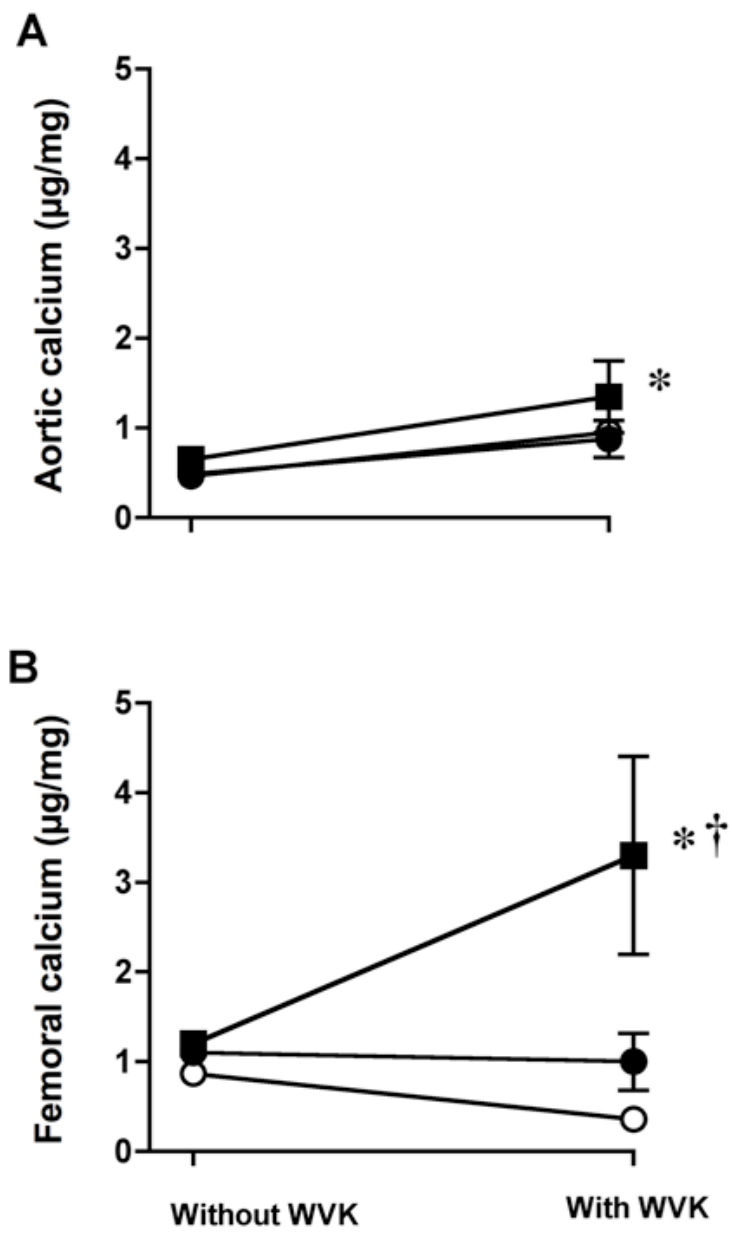 A
5
4
3
2
1
0
Aortic calcium (µg/mg)
*
B
5
4
3
2
1
0
Femoral calcium (µg/mg)
* †
Without WVK
With WVK